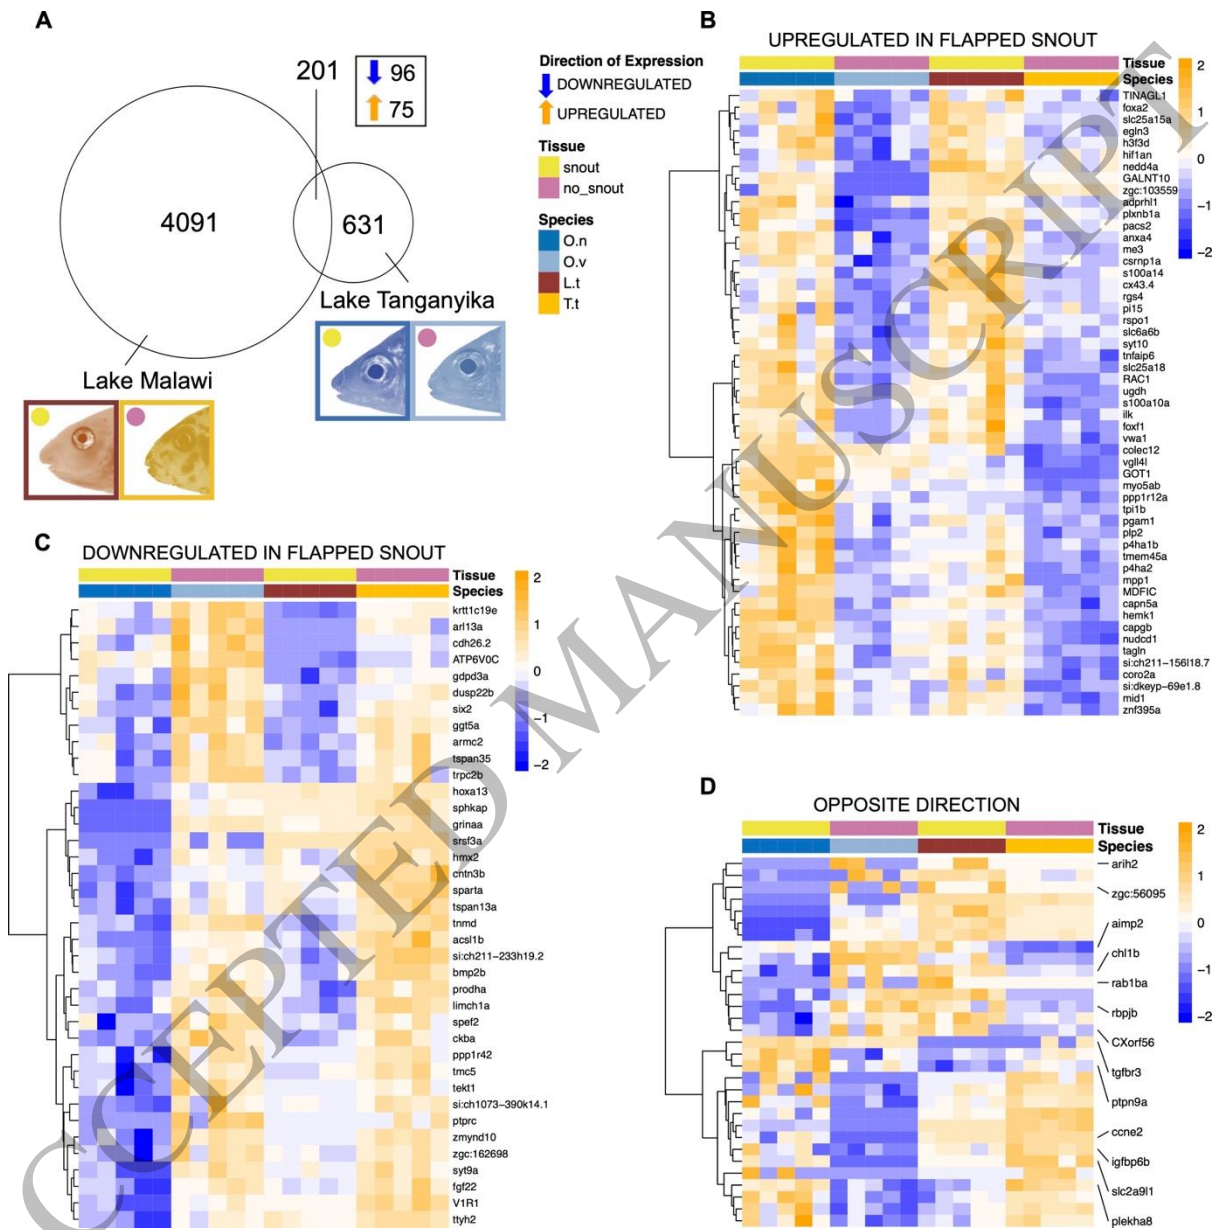 A
201
96
75
4091
631
Lake Tanganyika
Lake Malawi
Direction of Expression
DOWNREGULATED
UPREGULATED
Tissue
snout
no_snout
Species
O.n
O.v
L.t
T.t
B
UPREGULATED IN FLAPPED SNOUT
Tissue
Species
2
1
0
−1
−2
TINAGL1
foxa2
slc25a15a
egln3
h3f3d
hif1an
nedd4a
GALNT10
zgc:103559
adprhl1
plxnb1a
pacs2
anxa4
me3
csrnp1a
s100a14
cx43.4
rgs4
pi15
rspo1
slc6a6b
syt10
tnfaip6
slc25a18
RAC1
ugdh
s100a10a
ilk
foxf1
vwa1
colec12
vgll4l
GOT1
myo5ab
ppp1r12a
tpi1b
pgam1
plp2
p4ha1b
tmem45a
p4ha2
mpp1
MDFIC
capn5a
hemk1
capgb
nudcd1
tagln
si:ch211−156l18.7
coro2a
si:dkeyp−69e1.8
mid1
znf395a
C
DOWNREGULATED IN FLAPPED SNOUT
Tissue
Species
2
1
0
−1
−2
krtt1c19e
arl13a
cdh26.2
ATP6V0C
gdpd3a
dusp22b
six2
ggt5a
armc2
tspan35
trpc2b
hoxa13
sphkap
grinaa
srsf3a
hmx2
cntn3b
sparta
tspan13a
tnmd
acsl1b
si:ch211−233h19.2
bmp2b
prodha
limch1a
spef2
ckba
ppp1r42
tmc5
tekt1
si:ch1073−390k14.1
ptprc
zmynd10
zgc:162698
syt9a
fgf22
V1R1
ttyh2
D
OPPOSITE DIRECTION
Tissue
Species
2
1
0
−1
−2
arih2
zgc:56095
aimp2
chl1b
rab1ba
rbpjb
CXorf56
tgfbr3
ptpn9a
ccne2
igfbp6b
slc2a9l1
plekha8
CCEPTED MANUSCRIPT